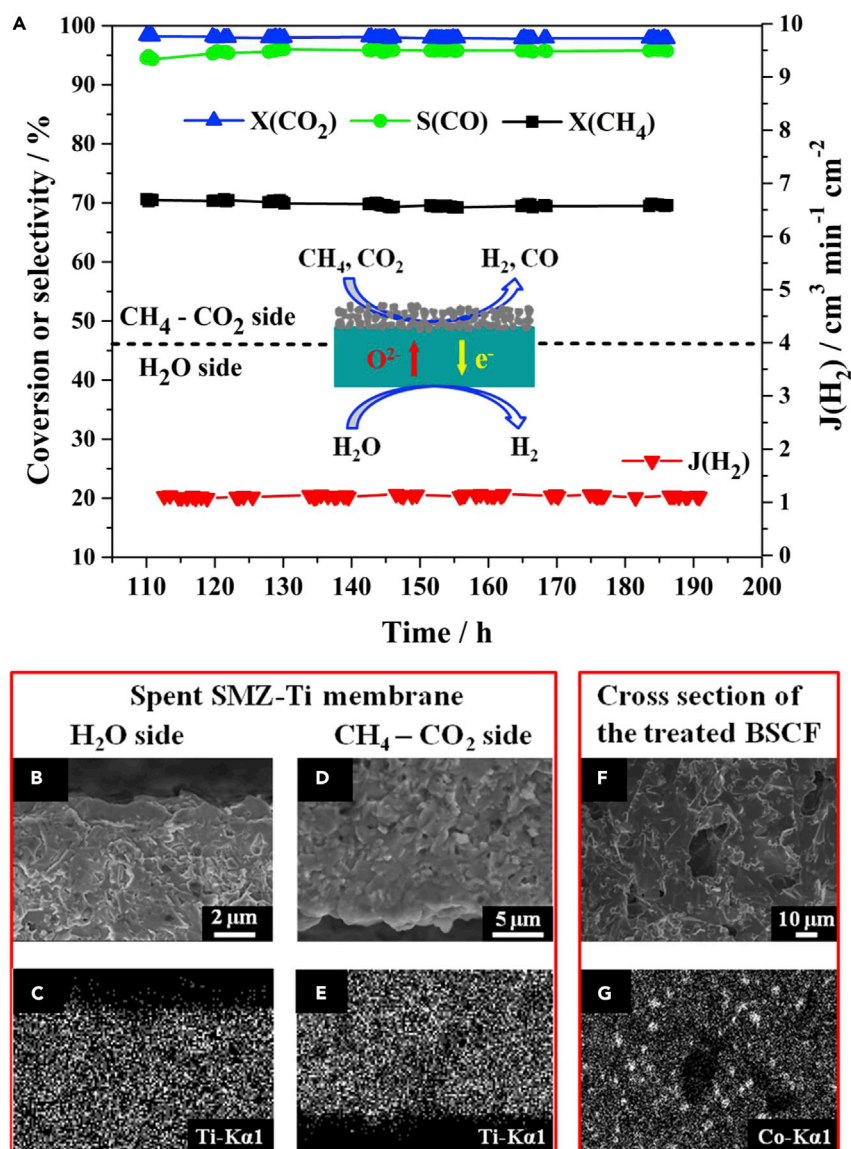 A
100
90
80
70
60
50
40
30
20
10
Coversion or selectivity / %
X(CO₂) S(CO) X(CH₄)
CH₄, CO₂ H₂, CO
CH₄ - CO₂ side
H₂O side
O²⁻ e⁻
H₂O H₂
J(H₂)
10
9
8
7
6
5
4
3
2
1
0
J(H₂) / cm³ min⁻¹ cm⁻²
110 120 130 140 150 160 170 180 190 200
Time / h
Spent SMZ-Ti membrane
H₂O side CH₄ – CO₂ side
B
2 μm
D
5 μm
C
Ti-Kα1
E
Ti-Kα1
Cross section of
the treated BSCF
F
10 μm
G
Co-Kα1